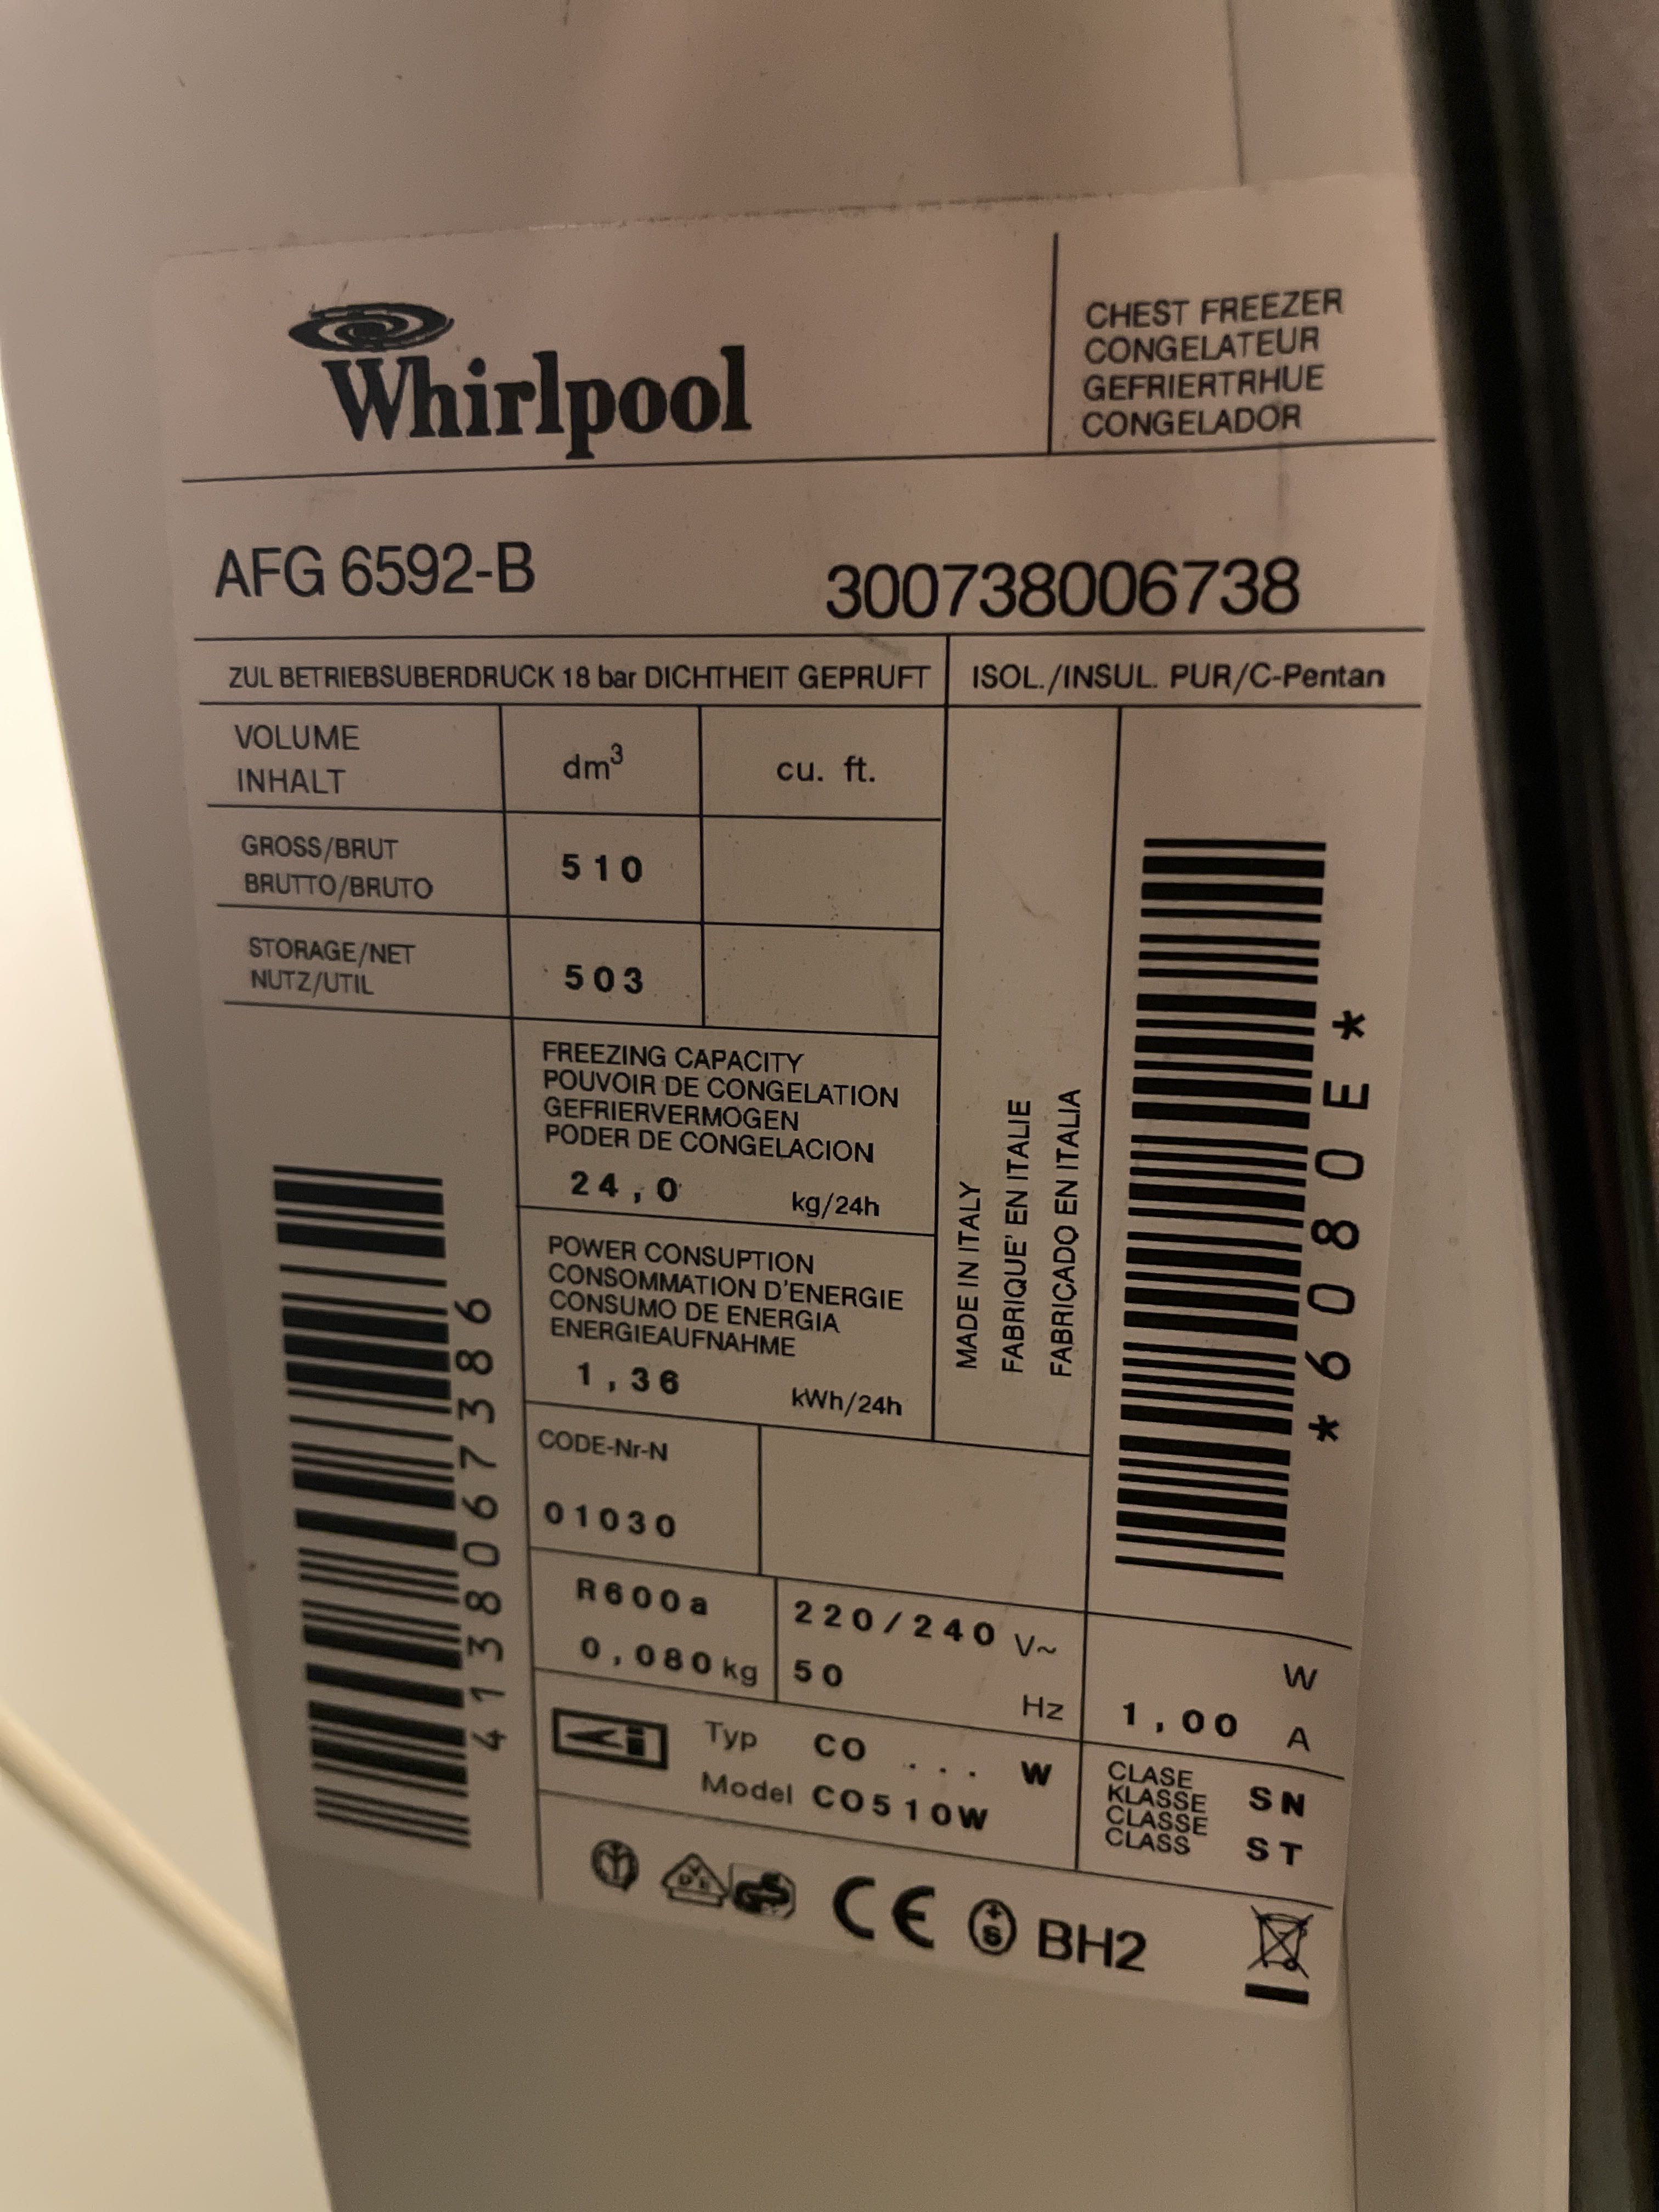 Whirlpool
CHEST FREEZER
CONGELATEUR
GEFRIERTRHUE
CONGELADOR
AFG 6592-B
300738006738
ZUL BETRIEBSUBERDRUCK 18 bar DICHTHEIT GEPRUFT
ISOL./INSUL. PUR/C-Pentan
VOLUME
INHALT
dm³
cu. ft.
GROSS/BRUT
BRUTTO/BRUTO
510
STORAGE/NET
NUTZ/UTIL
503
FREEZING CAPACITY
POUVOIR DE CONGELATION
GEFRIERVERMOGEN
PODER DE CONGELACION
24,0 kg/24h
POWER CONSUPTION
CONSOMMATION D'ENERGIE
CONSUMO DE ENERGIA
ENERGIEAUFNAHME
1,36 kWh/24h
MADE IN ITALY
FABRIQUE' EN ITALIE
FABRICADO EN ITALIA
*6080E*
413806738 6
CODE-Nr-N
01030
R600a
0,080 kg
220/240 V~
50 Hz
W
1,00 A
Typ CO ... W
Model CO510W
CLASE
KLASSE
CLASSE
CLASS
SN
ST
CE
S
BH2